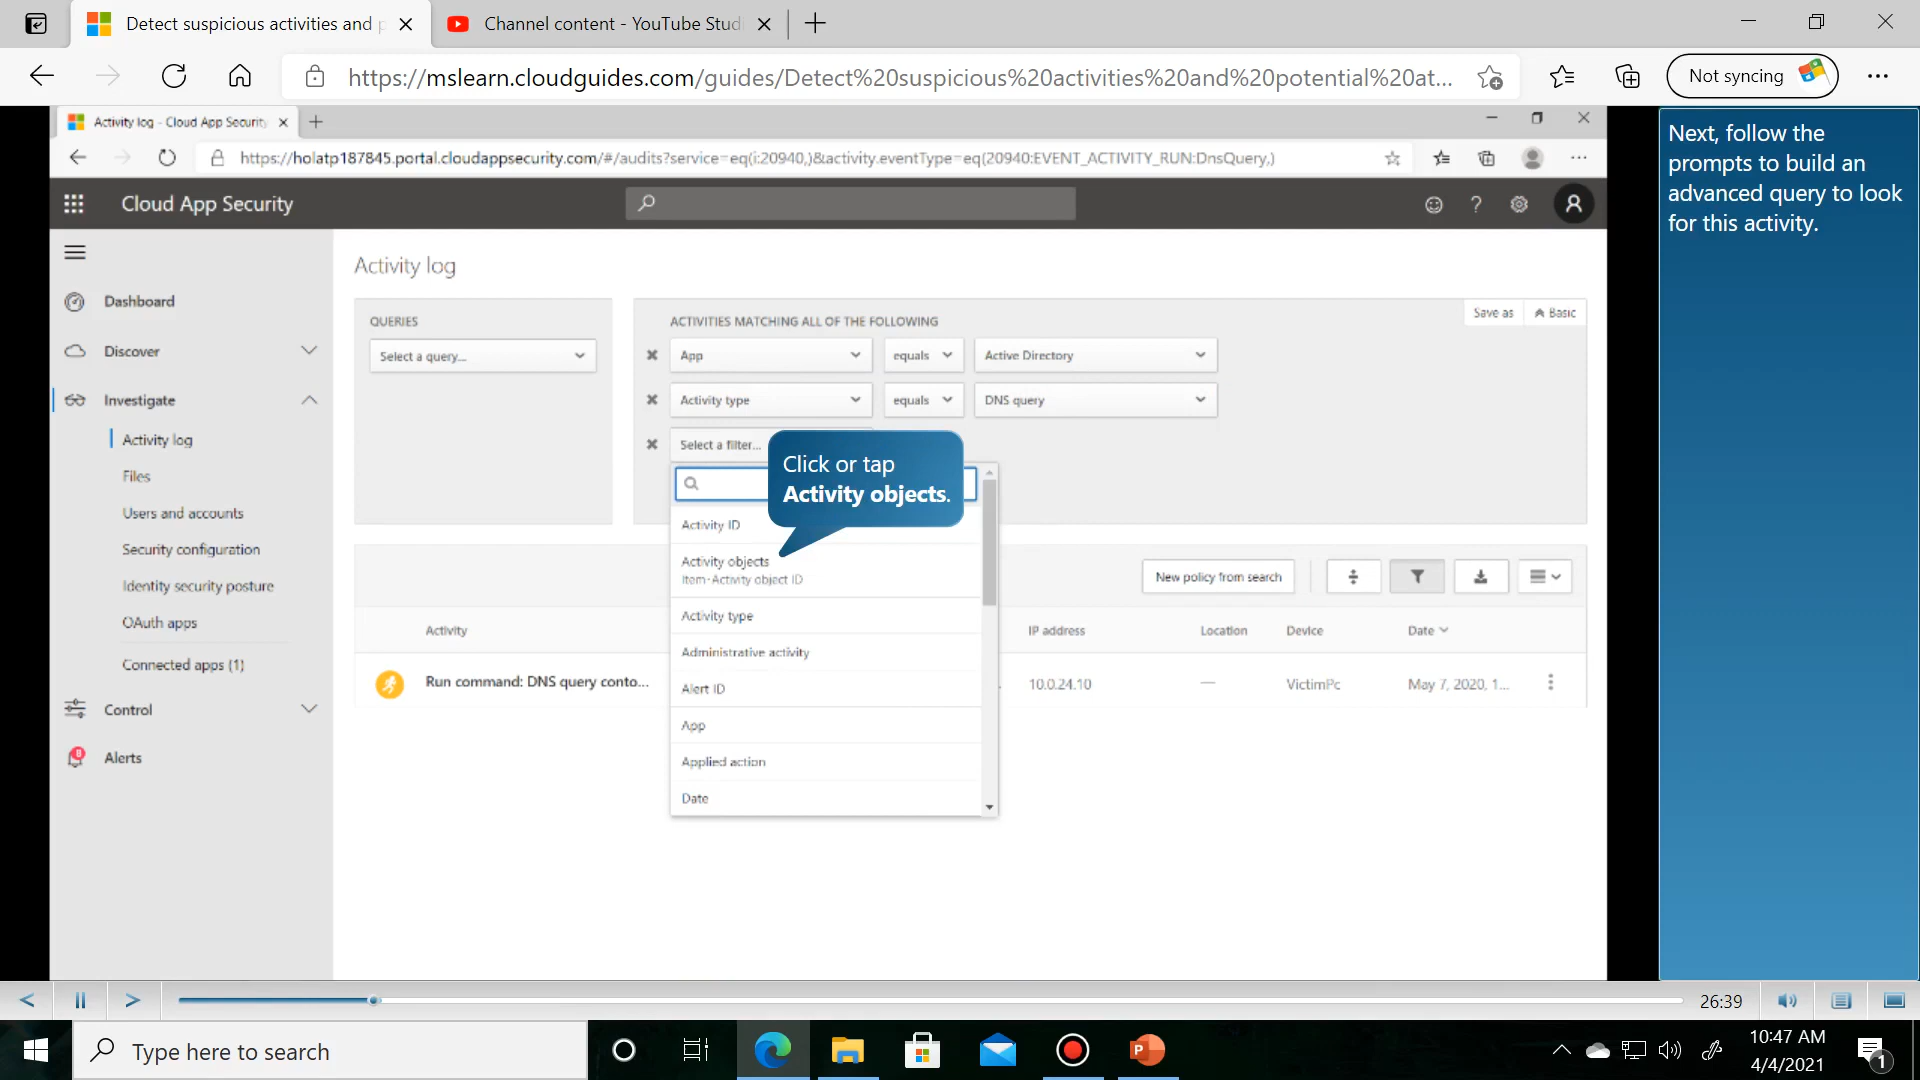 Detect suspicious activities and p
Channel content - YouTube Stud
https://mslearn.cloudguides.com/guides/Detect%20suspicious%20activities%20and%20potential%20at...
Not syncing
Activity log - Cloud App Security
https://holatp187845.portal.cloudappsecurity.com/#/audits?service=eq(i:20940,)&activity.eventType=eq(20940:EVENT_ACTIVITY_RUN:DnsQuery,)
Next, follow the
prompts to build an
advanced query to look
for this activity.
Cloud App Security
Dashboard
Discover
Investigate
Activity log
Files
Users and accounts
Security configuration
Identity security posture
OAuth apps
Connected apps (1)
Control
8
Alerts
Activity log
QUERIES
Select a query...
ACTIVITIES MATCHING ALL OF THE FOLLOWING
Save as
Basic
App
equals
Active Directory
Activity type
equals
DNS query
Select a filter...
Click or tap
Activity objects.
Activity ID
Activity objects
Item-Activity object ID
Activity type
Administrative activity
Alert ID
App
Applied action
Date
New policy from search
Activity
IP address
Location
Device
Date
Run command: DNS query conto...
10.0.24.10
—
VictimPc
May 7, 2020, 1...
26:39
Type here to search
P
10:47 AM
4/4/2021
1